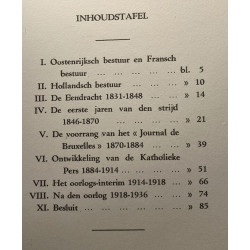 INHOUDSTAFEL
I. Oostenrijksch bestuur en Fransch
bestuur ... ... ... ... ... ... bl. 5
II. Hollandsch bestuur ... ... ... ... » 10
III. De Eendracht 1831-1848 ... ... » 14
IV. De eerste jaren van den strijd
1846-1870 ... ... ... ... ... » 21
V. De voorrang van het « Journal de
Bruxelles » 1870-1884 ... ... » 39
VI. Ontwikkeling van de Katholieke
Pers 1884-1914 ... ... ... ... » 51
VII. Het oorlogs-interim 1914-1918 ... » 66
VIII. Na den oorlog 1918-1936 ... ... » 74
XI. Besluit ... ... ... ... ... ... » 85